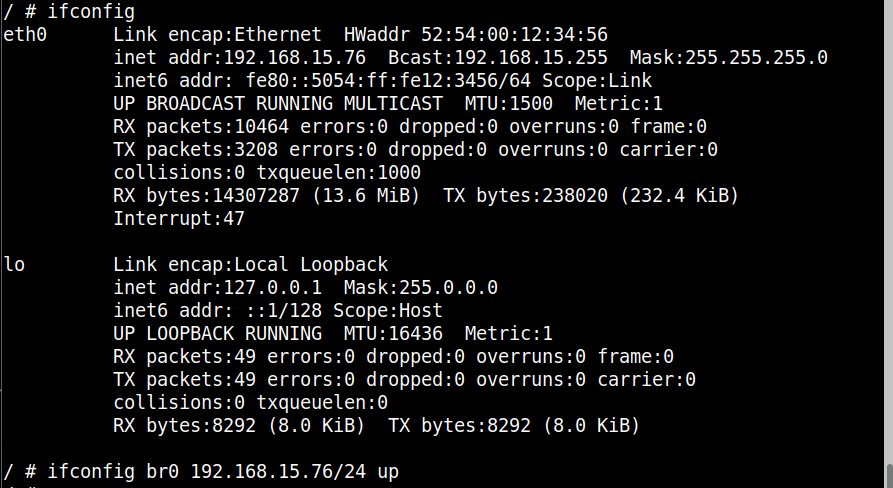 / # ifconfig
eth0      Link encap:Ethernet  HWaddr 52:54:00:12:34:56
          inet addr:192.168.15.76  Bcast:192.168.15.255  Mask:255.255.255.0
          inet6 addr: fe80::5054:ff:fe12:3456/64 Scope:Link
          UP BROADCAST RUNNING MULTICAST  MTU:1500  Metric:1
          RX packets:10464 errors:0 dropped:0 overruns:0 frame:0
          TX packets:3208 errors:0 dropped:0 overruns:0 carrier:0
          collisions:0 txqueuelen:1000
          RX bytes:14307287 (13.6 MiB)  TX bytes:238020 (232.4 KiB)
          Interrupt:47

lo        Link encap:Local Loopback
          inet addr:127.0.0.1  Mask:255.0.0.0
          inet6 addr: ::1/128 Scope:Host
          UP LOOPBACK RUNNING  MTU:16436  Metric:1
          RX packets:49 errors:0 dropped:0 overruns:0 frame:0
          TX packets:49 errors:0 dropped:0 overruns:0 carrier:0
          collisions:0 txqueuelen:0
          RX bytes:8292 (8.0 KiB)  TX bytes:8292 (8.0 KiB)

/ # ifconfig br0 192.168.15.76/24 up